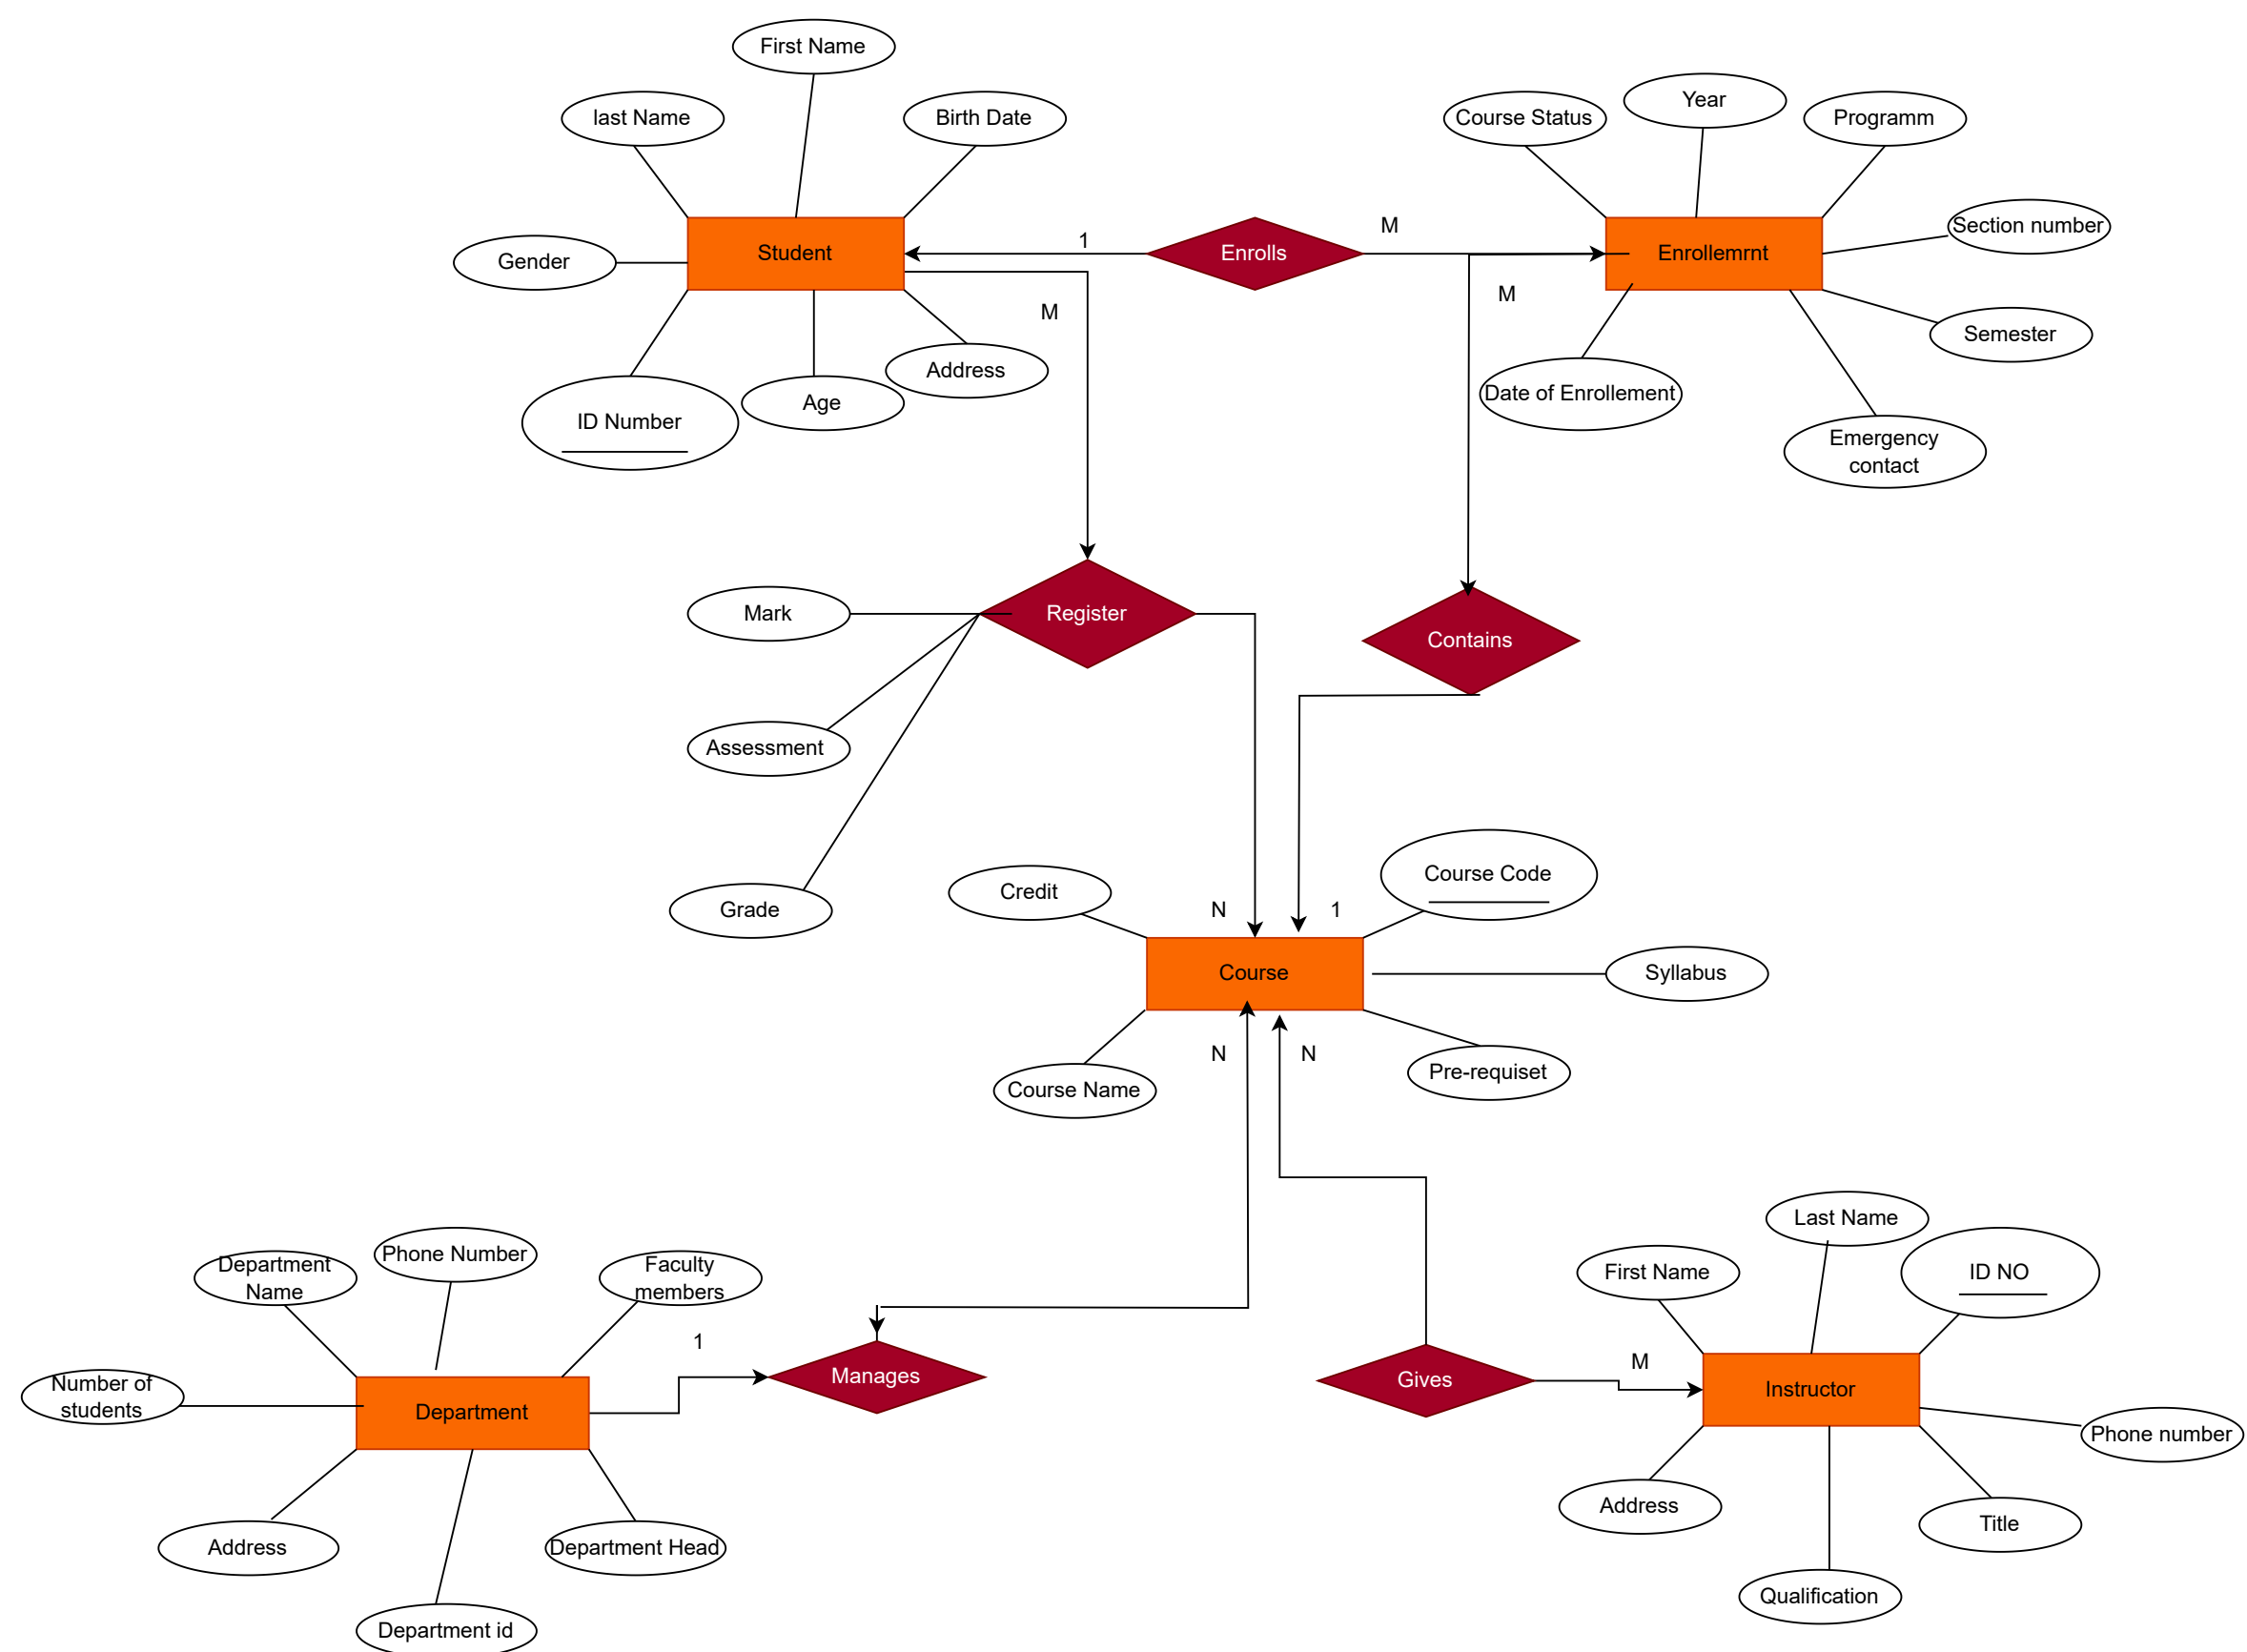 First Name
last Name
Birth Date
Course Status
Year
Programm
Section number
Gender
Student
1
Enrolls
M
Enrollemrnt
M
M
Semester
Address
Age
ID Number
Date of Enrollement
Emergency
contact
Mark
Register
Contains
Assessment
Grade
Credit
N
1
Course Code
Course
Syllabus
N
N
Course Name
Pre-requiset
Department
Name
Phone Number
Faculty
members
First Name
Last Name
ID NO
Number of
students
Department
1
Manages
Gives
M
Instructor
Phone number
Address
Department Head
Address
Title
Department id
Qualification